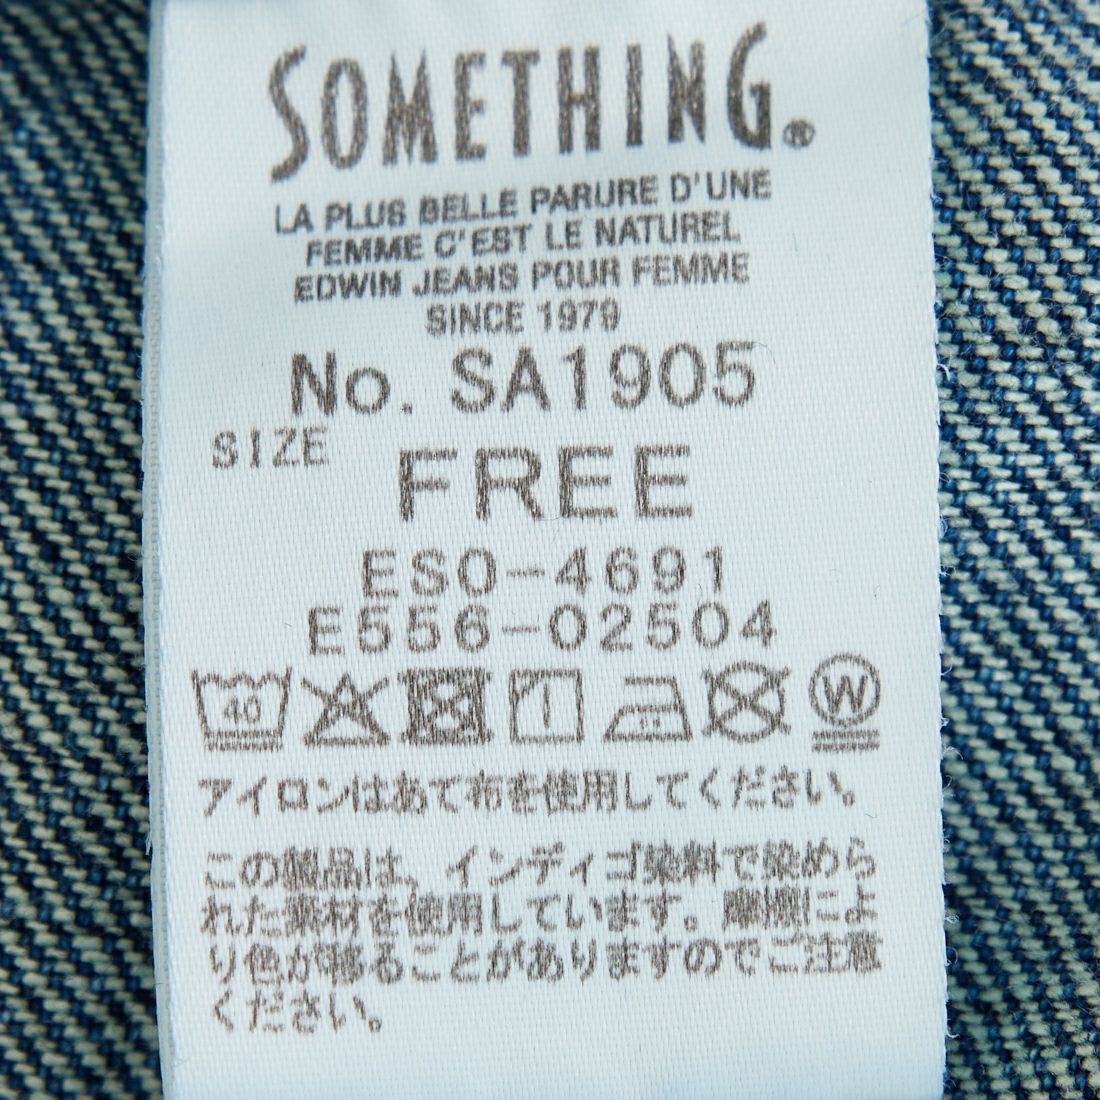 SOMETHING®
LA PLUS BELLE PARURE D'UNE
FEMME C'EST LE NATUREL
EDWIN JEANS POUR FEMME
SINCE 1979
No. SA1905
SIZE FREE
ES0-4691
E556-02504
40 W
アイロンはあて布を使用してください。
この製品は、インディゴ染料で染めら
れた素材を使用しています。摩擦によ
り色が移ることがありますのでご注意
ください。